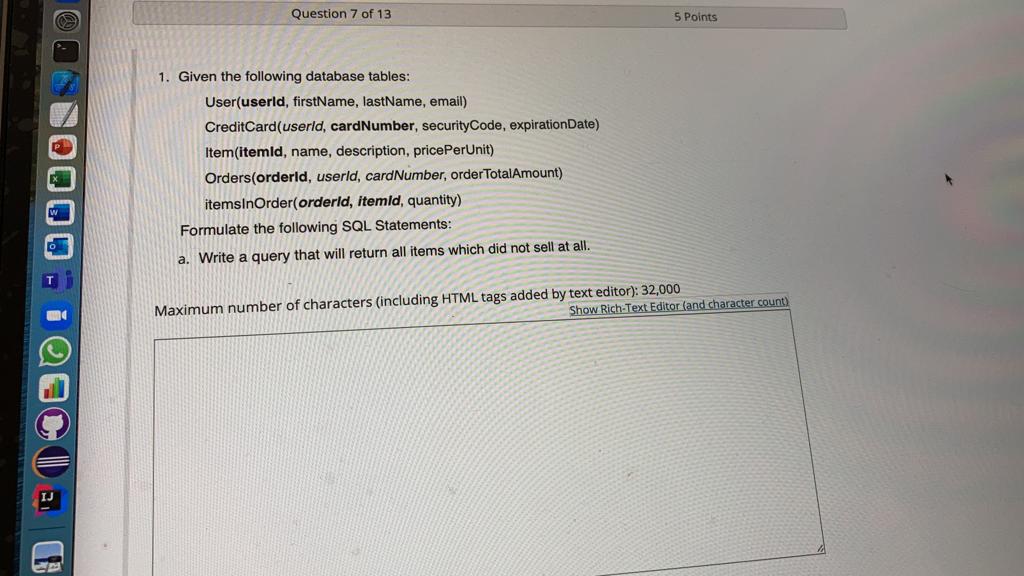 Question 7 of 13
5 Points
1. Given the following database tables:
User(userId, firstName, lastName, email)
CreditCard(userId, cardNumber, securityCode, expirationDate)
Item(itemId, name, description, pricePerUnit)
Orders(orderId, userId, cardNumber, orderTotalAmount)
itemsInOrder(orderId, itemId, quantity)
Formulate the following SQL Statements:
a. Write a query that will return all items which did not sell at all.
Maximum number of characters (including HTML tags added by text editor): 32,000
Show Rich-Text Editor (and character count)
P
X
W
O
T
IJ